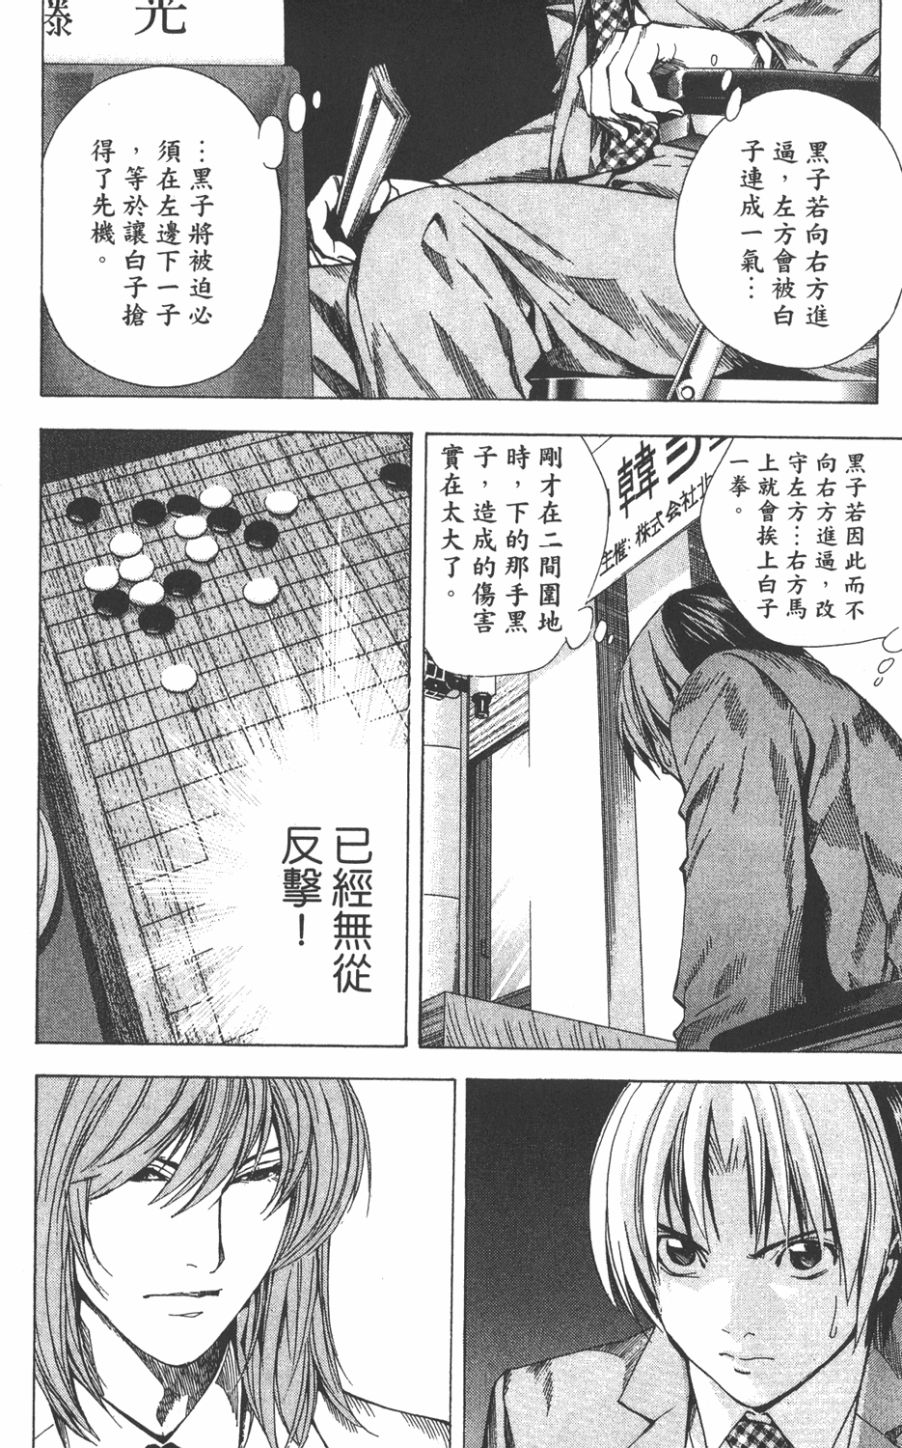 光
泰
黑子若向右方進
逼，左方會被白
子連成一氣…
…黑子將被迫必
須在左邊下一子
，等於讓白子搶
得了先機。
韓
主催：株式会社北
黑子若因此而不
向右方進逼，改
守左方…右方馬
上就會挨上白子
一拳。
剛才在二間圍地
時，下的那手黑
子，造成的傷害
實在太大了。
已經無從
反擊！